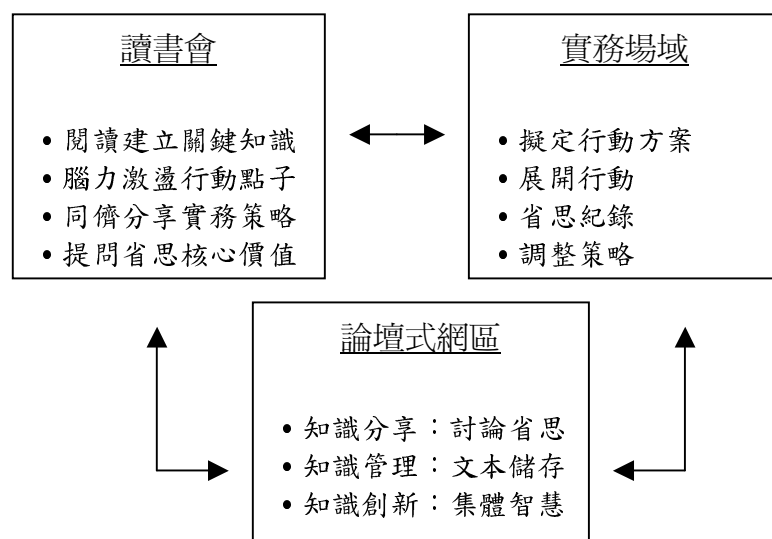 讀書會
• 閱讀建立關鍵知識
• 腦力激盪行動點子
• 同儕分享實務策略
• 提問省思核心價值
實務場域
• 擬定行動方案
• 展開行動
• 省思紀錄
• 調整策略
論壇式網區
• 知識分享：討論省思
• 知識管理：文本儲存
• 知識創新：集體智慧